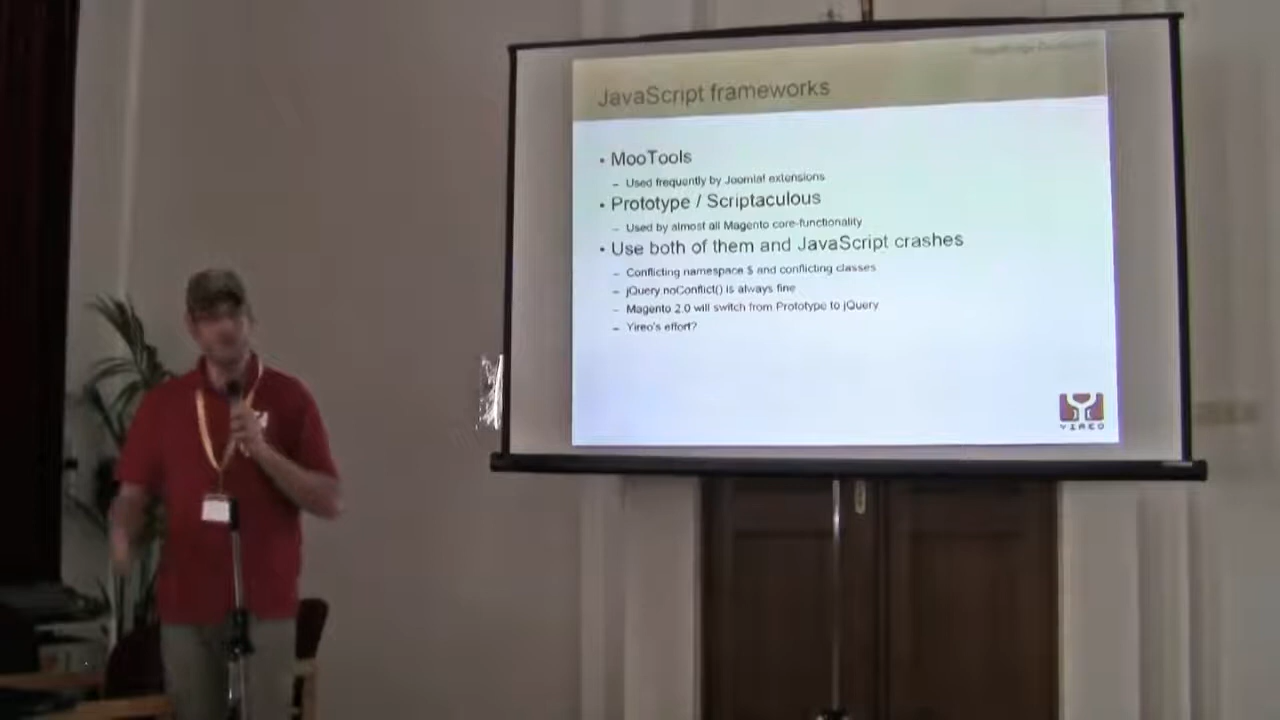 JavaScript frameworks
• MooTools
– Used frequently by Joomla! extensions
• Prototype / Scriptaculous
– Used by almost all Magento core-functionality
• Use both of them and JavaScript crashes
– Conflicting namespace $ and conflicting classes
– jQuery.noConflict() is always fine
– Magento 2.0 will switch from Prototype to jQuery
– Yireo's effort?
YIREO